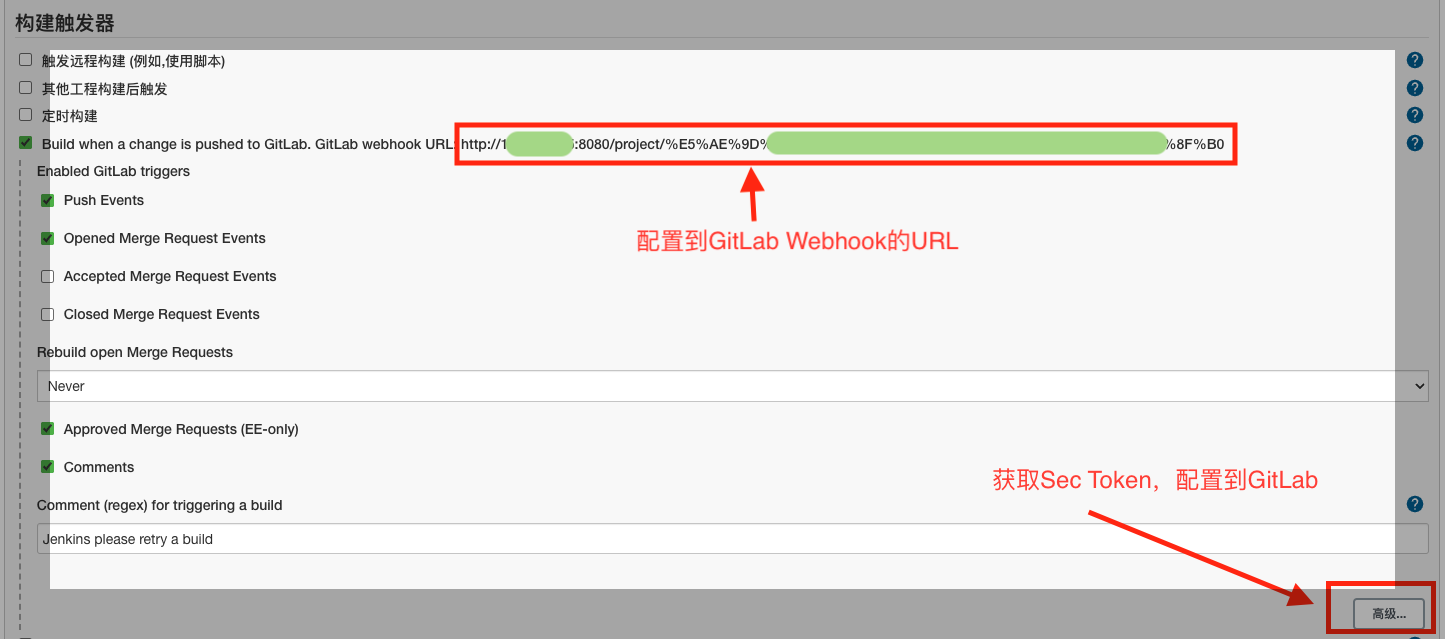 构建触发器
触发远程构建 (例如,使用脚本)
其他工程构建后触发
定时构建
Build when a change is pushed to GitLab. GitLab webhook URL: http://1 :8080/project/%E5%AE%9D% %8F%B0
Enabled GitLab triggers
配置到GitLab Webhook的URL
Push Events
Opened Merge Request Events
Accepted Merge Request Events
Closed Merge Request Events
Rebuild open Merge Requests
Never
Approved Merge Requests (EE-only)
Comments
获取Sec Token，配置到GitLab
Comment (regex) for triggering a build
Jenkins please retry a build
高级...